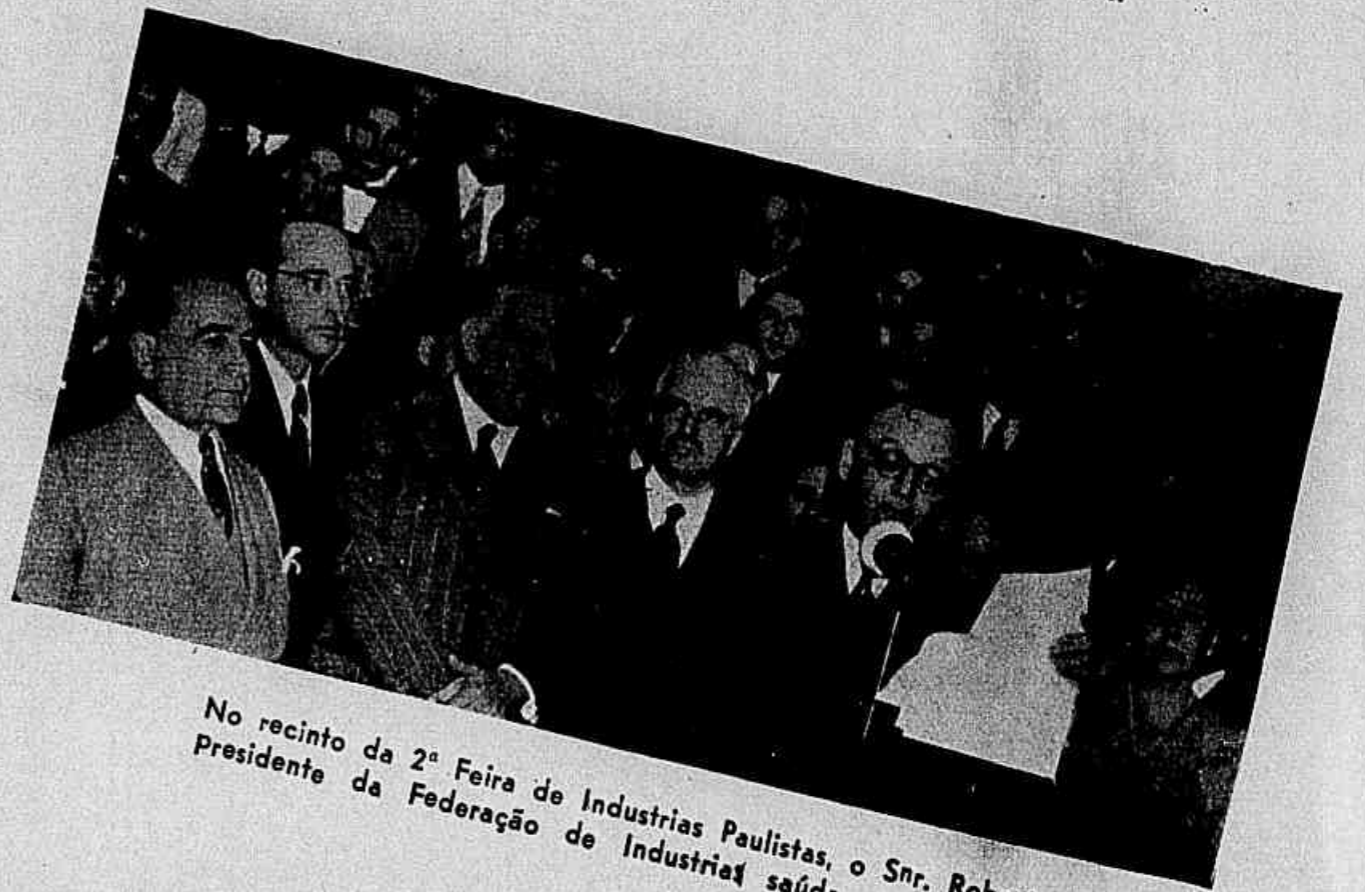 No recinto da 2ª Feira de Industrias Paulistas, o Snr.
Presidente da Federação de Industrias